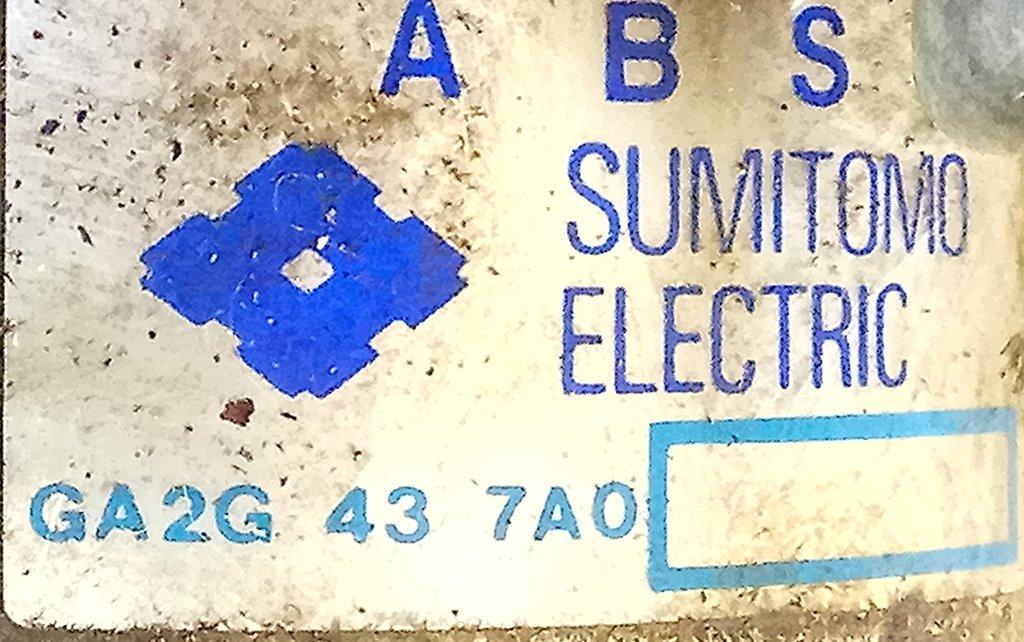 A B S
SUMITOMO
ELECTRIC
GA2G 43 7A0